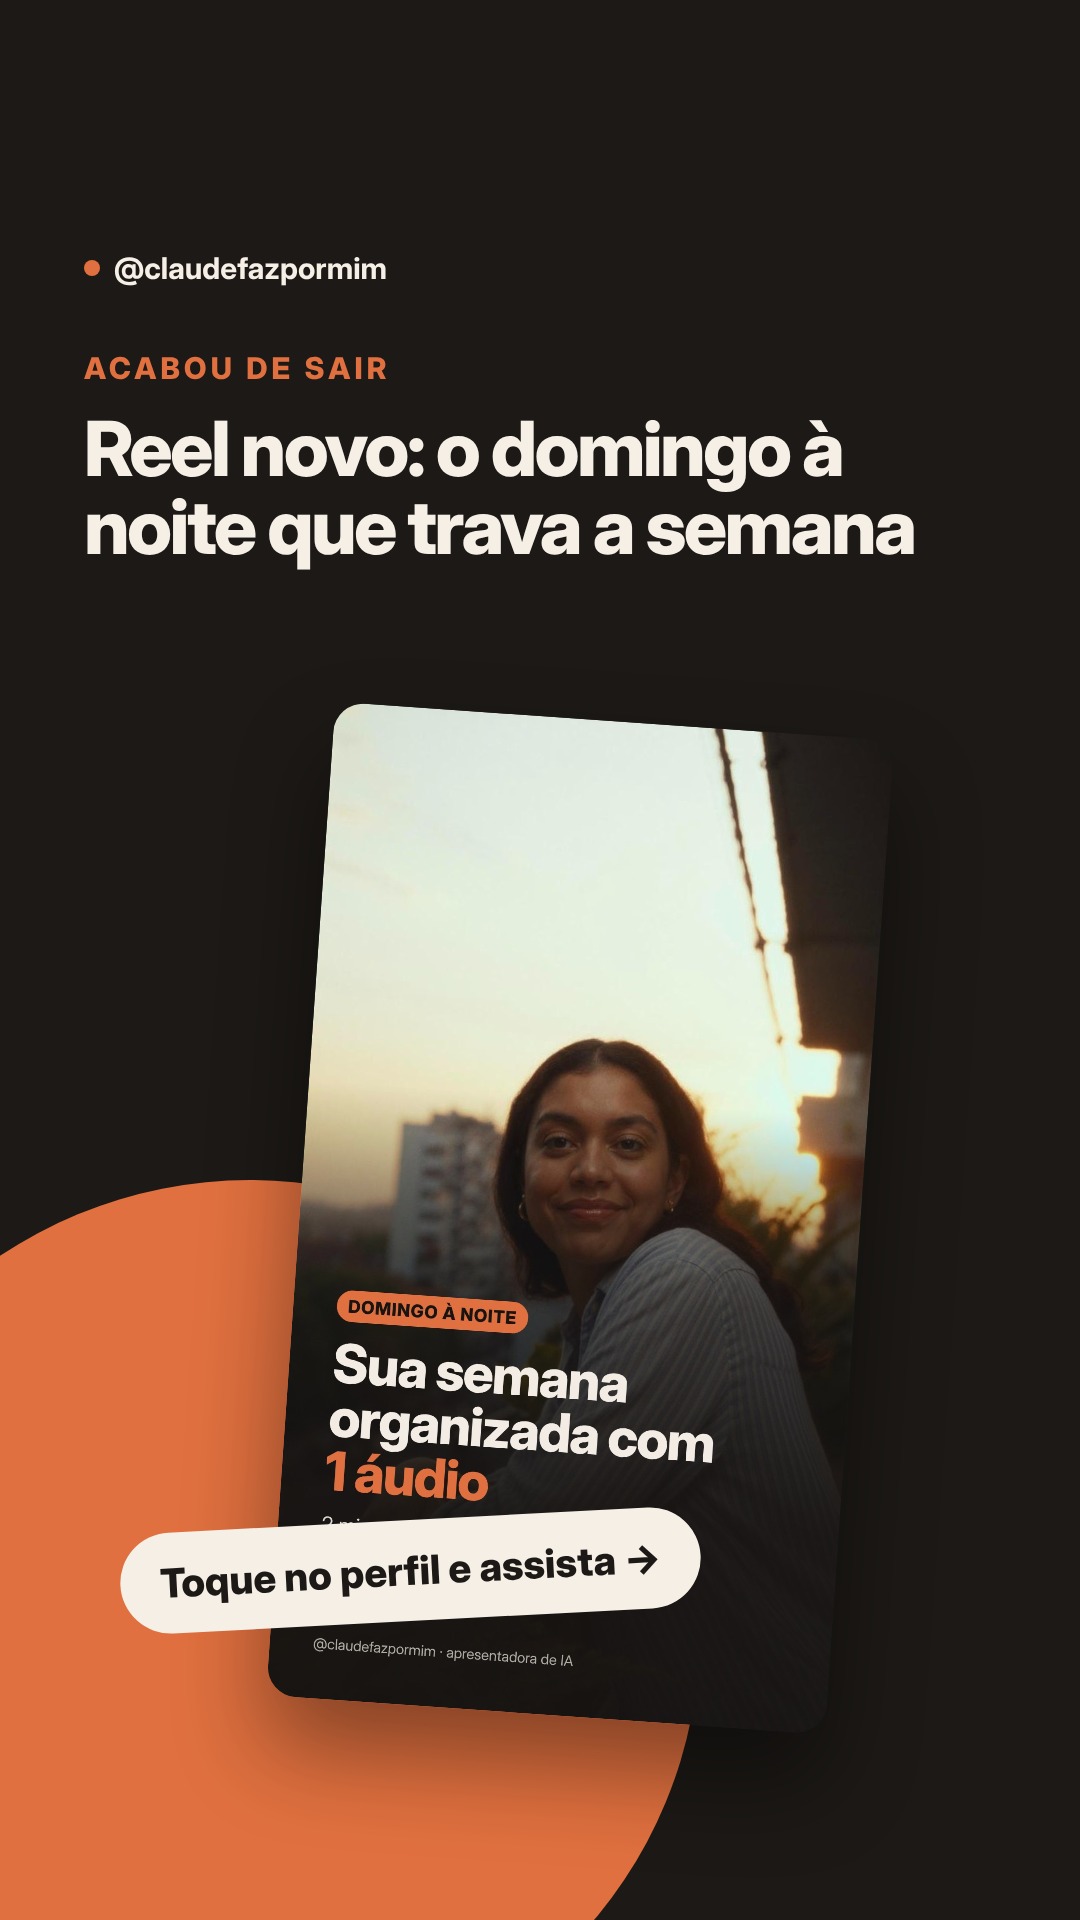 @claudefazpormim
ACABOU DE SAIR
Reel novo: o domingo à
noite que trava a semana
DOMINGO À NOITE
Sua semana
organizada com
1 áudio
Toque no perfil e assista →
@claudefazpormim · apresentadora de IA